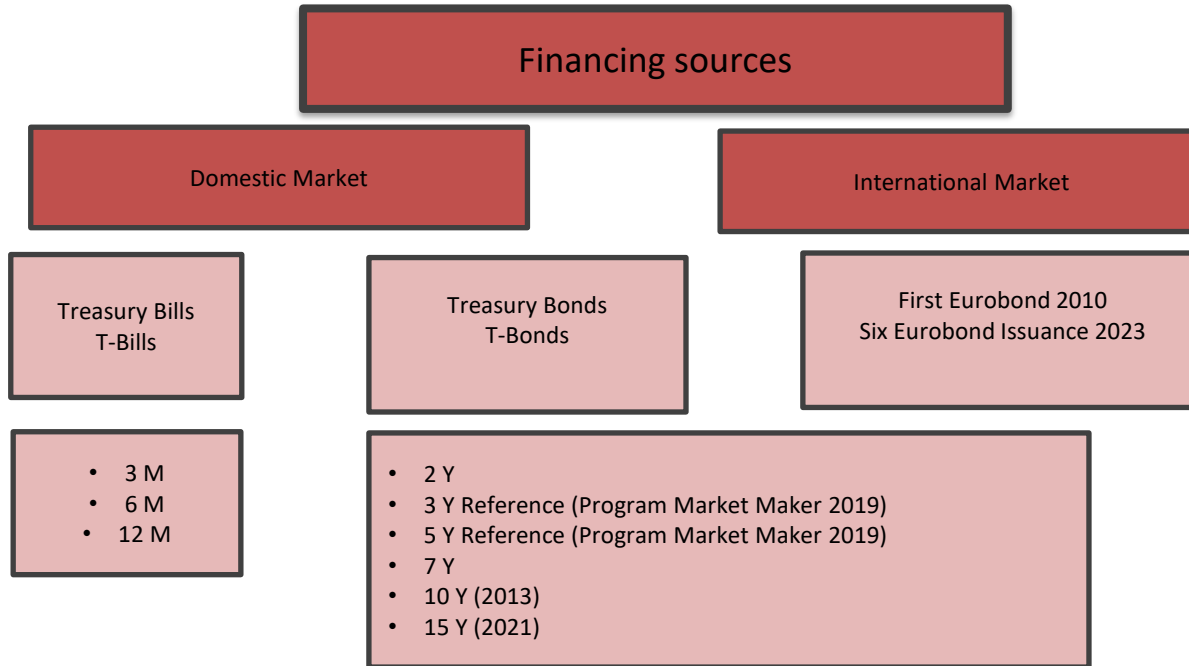 Financing sources
Domestic Market
International Market
Treasury Bills
T-Bills
Treasury Bonds
T-Bonds
First Eurobond 2010
Six Eurobond Issuance 2023
• 3 M
• 6 M
• 12 M
• 2 Y
• 3 Y Reference (Program Market Maker 2019)
• 5 Y Reference (Program Market Maker 2019)
• 7 Y
• 10 Y (2013)
• 15 Y (2021)